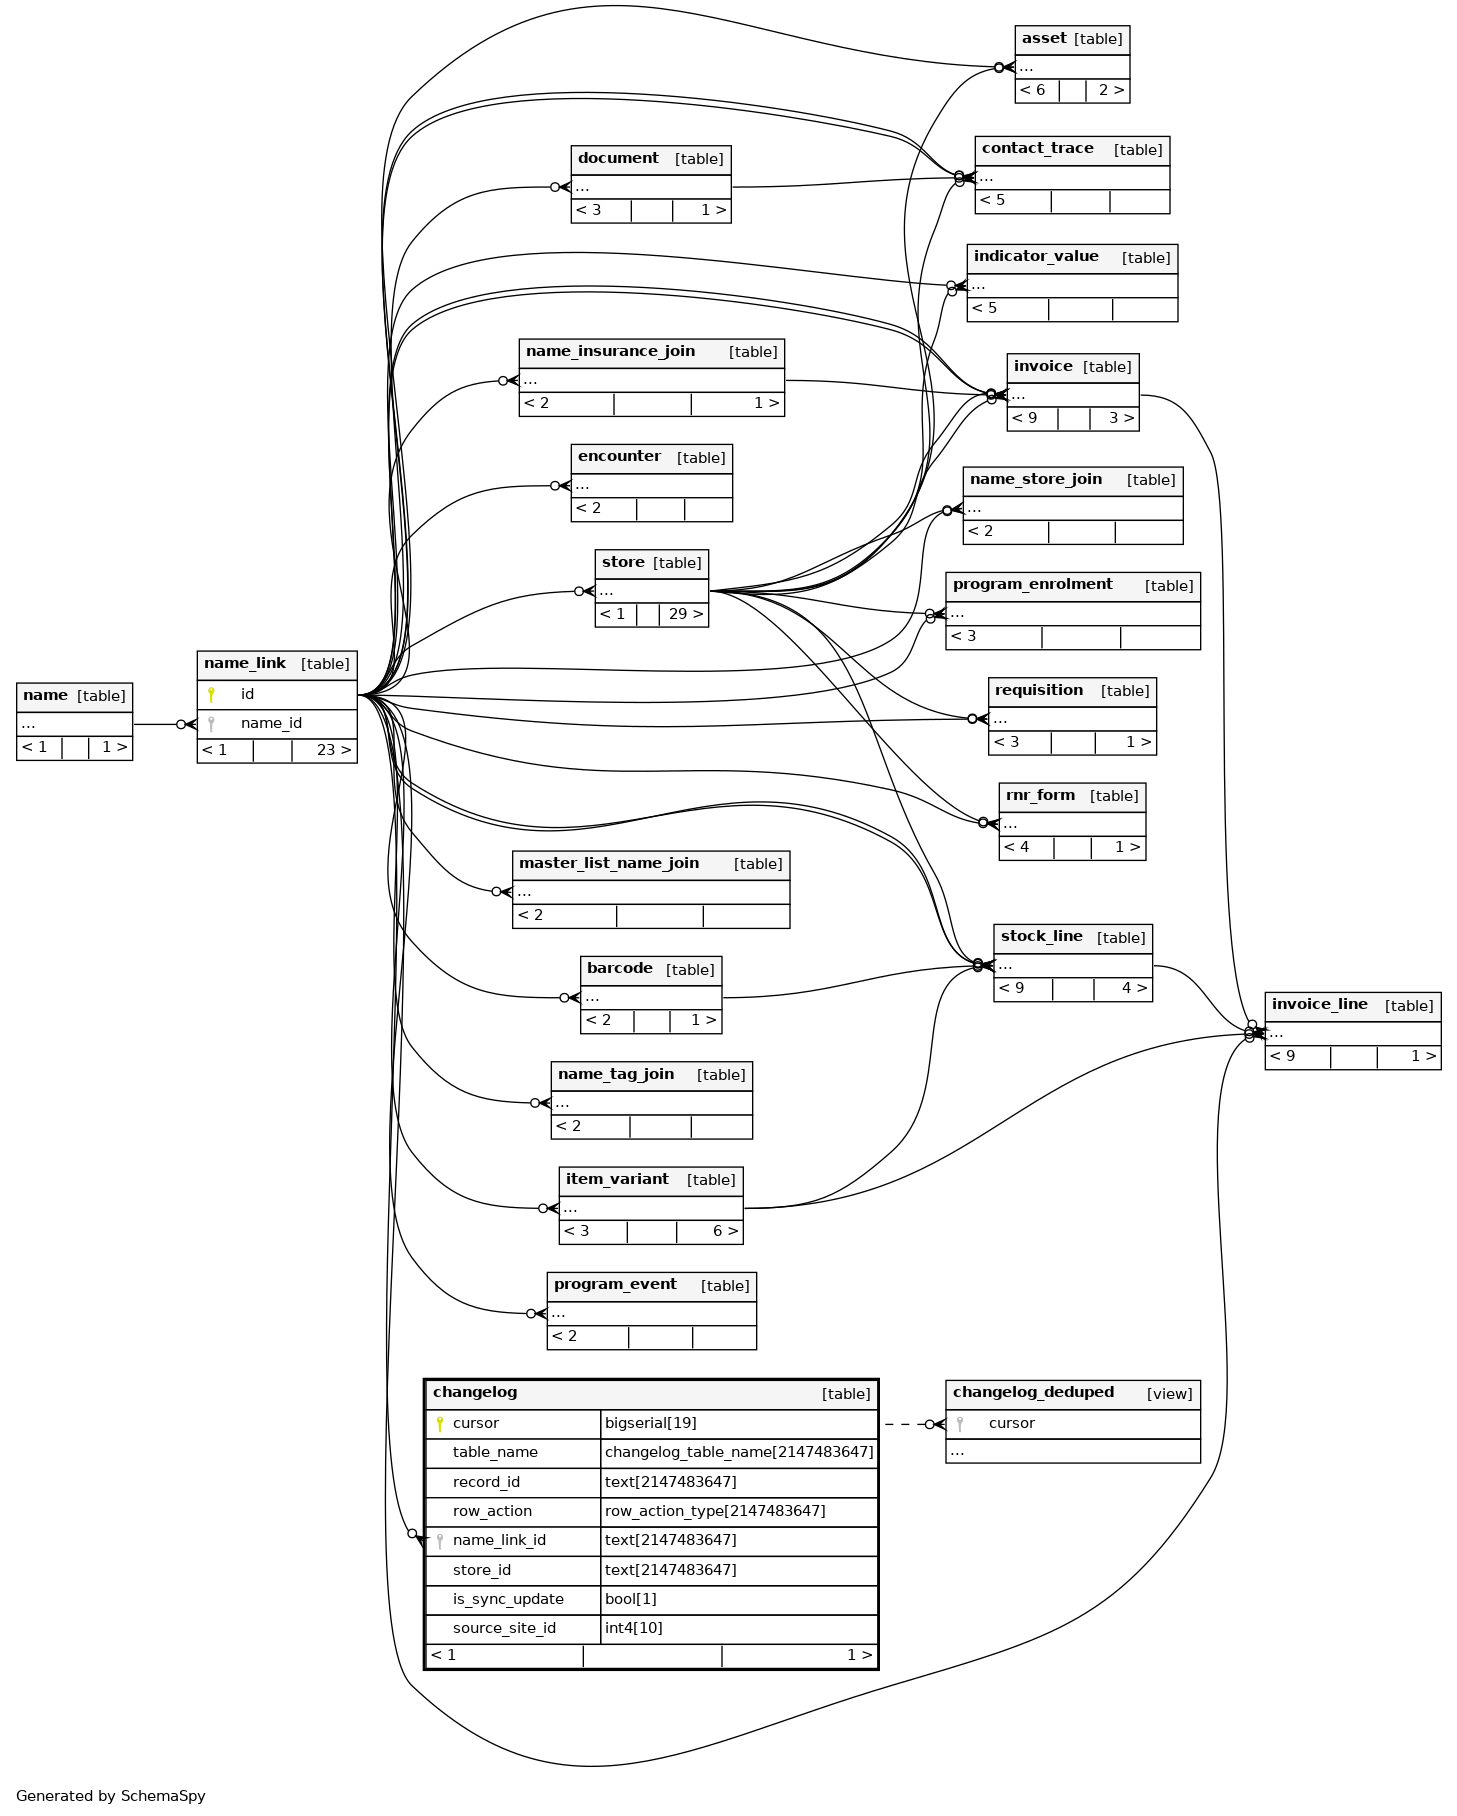 asset [table]
...
< 6 2 >
contact_trace [table]
...
< 5
document [table]
...
< 3 1 >
indicator_value [table]
...
< 5
name_insurance_join [table]
...
< 2 1 >
invoice [table]
...
< 9 3 >
encounter [table]
...
< 2
name_store_join [table]
...
< 2
store [table]
...
< 1 29 >
program_enrolment [table]
...
< 3
name_link [table]
id
name_id
< 1 23 >
name [table]
...
< 1 1 >
requisition [table]
...
< 3 1 >
rnr_form [table]
...
< 4 1 >
master_list_name_join [table]
...
< 2
stock_line [table]
...
< 9 4 >
barcode [table]
...
< 2 1 >
invoice_line [table]
...
< 9 1 >
name_tag_join [table]
...
< 2
item_variant [table]
...
< 3 6 >
program_event [table]
...
< 2
changelog [table]
cursor bigserial[19]
table_name changelog_table_name[2147483647]
record_id text[2147483647]
row_action row_action_type[2147483647]
name_link_id text[2147483647]
store_id text[2147483647]
is_sync_update bool[1]
source_site_id int4[10]
< 1 1 >
changelog_deduped [view]
cursor
...
Generated by SchemaSpy